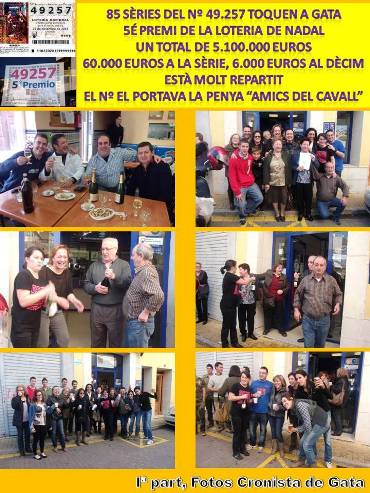 85 SÈRIES DEL Nº 49.257 TOQUEN A GATA
5É PREMI DE LA LOTERIA DE NADAL
UN TOTAL DE 5.100.000 EUROS
60.000 EUROS A LA SÈRIE, 6.000 EUROS AL DÈCIM
ESTÀ MOLT REPARTIT
EL Nº EL PORTAVA LA PENYA “AMICS DEL CAVALL”
49257
49257
5º Premio
Iª part, Fotos Cronista de Gata